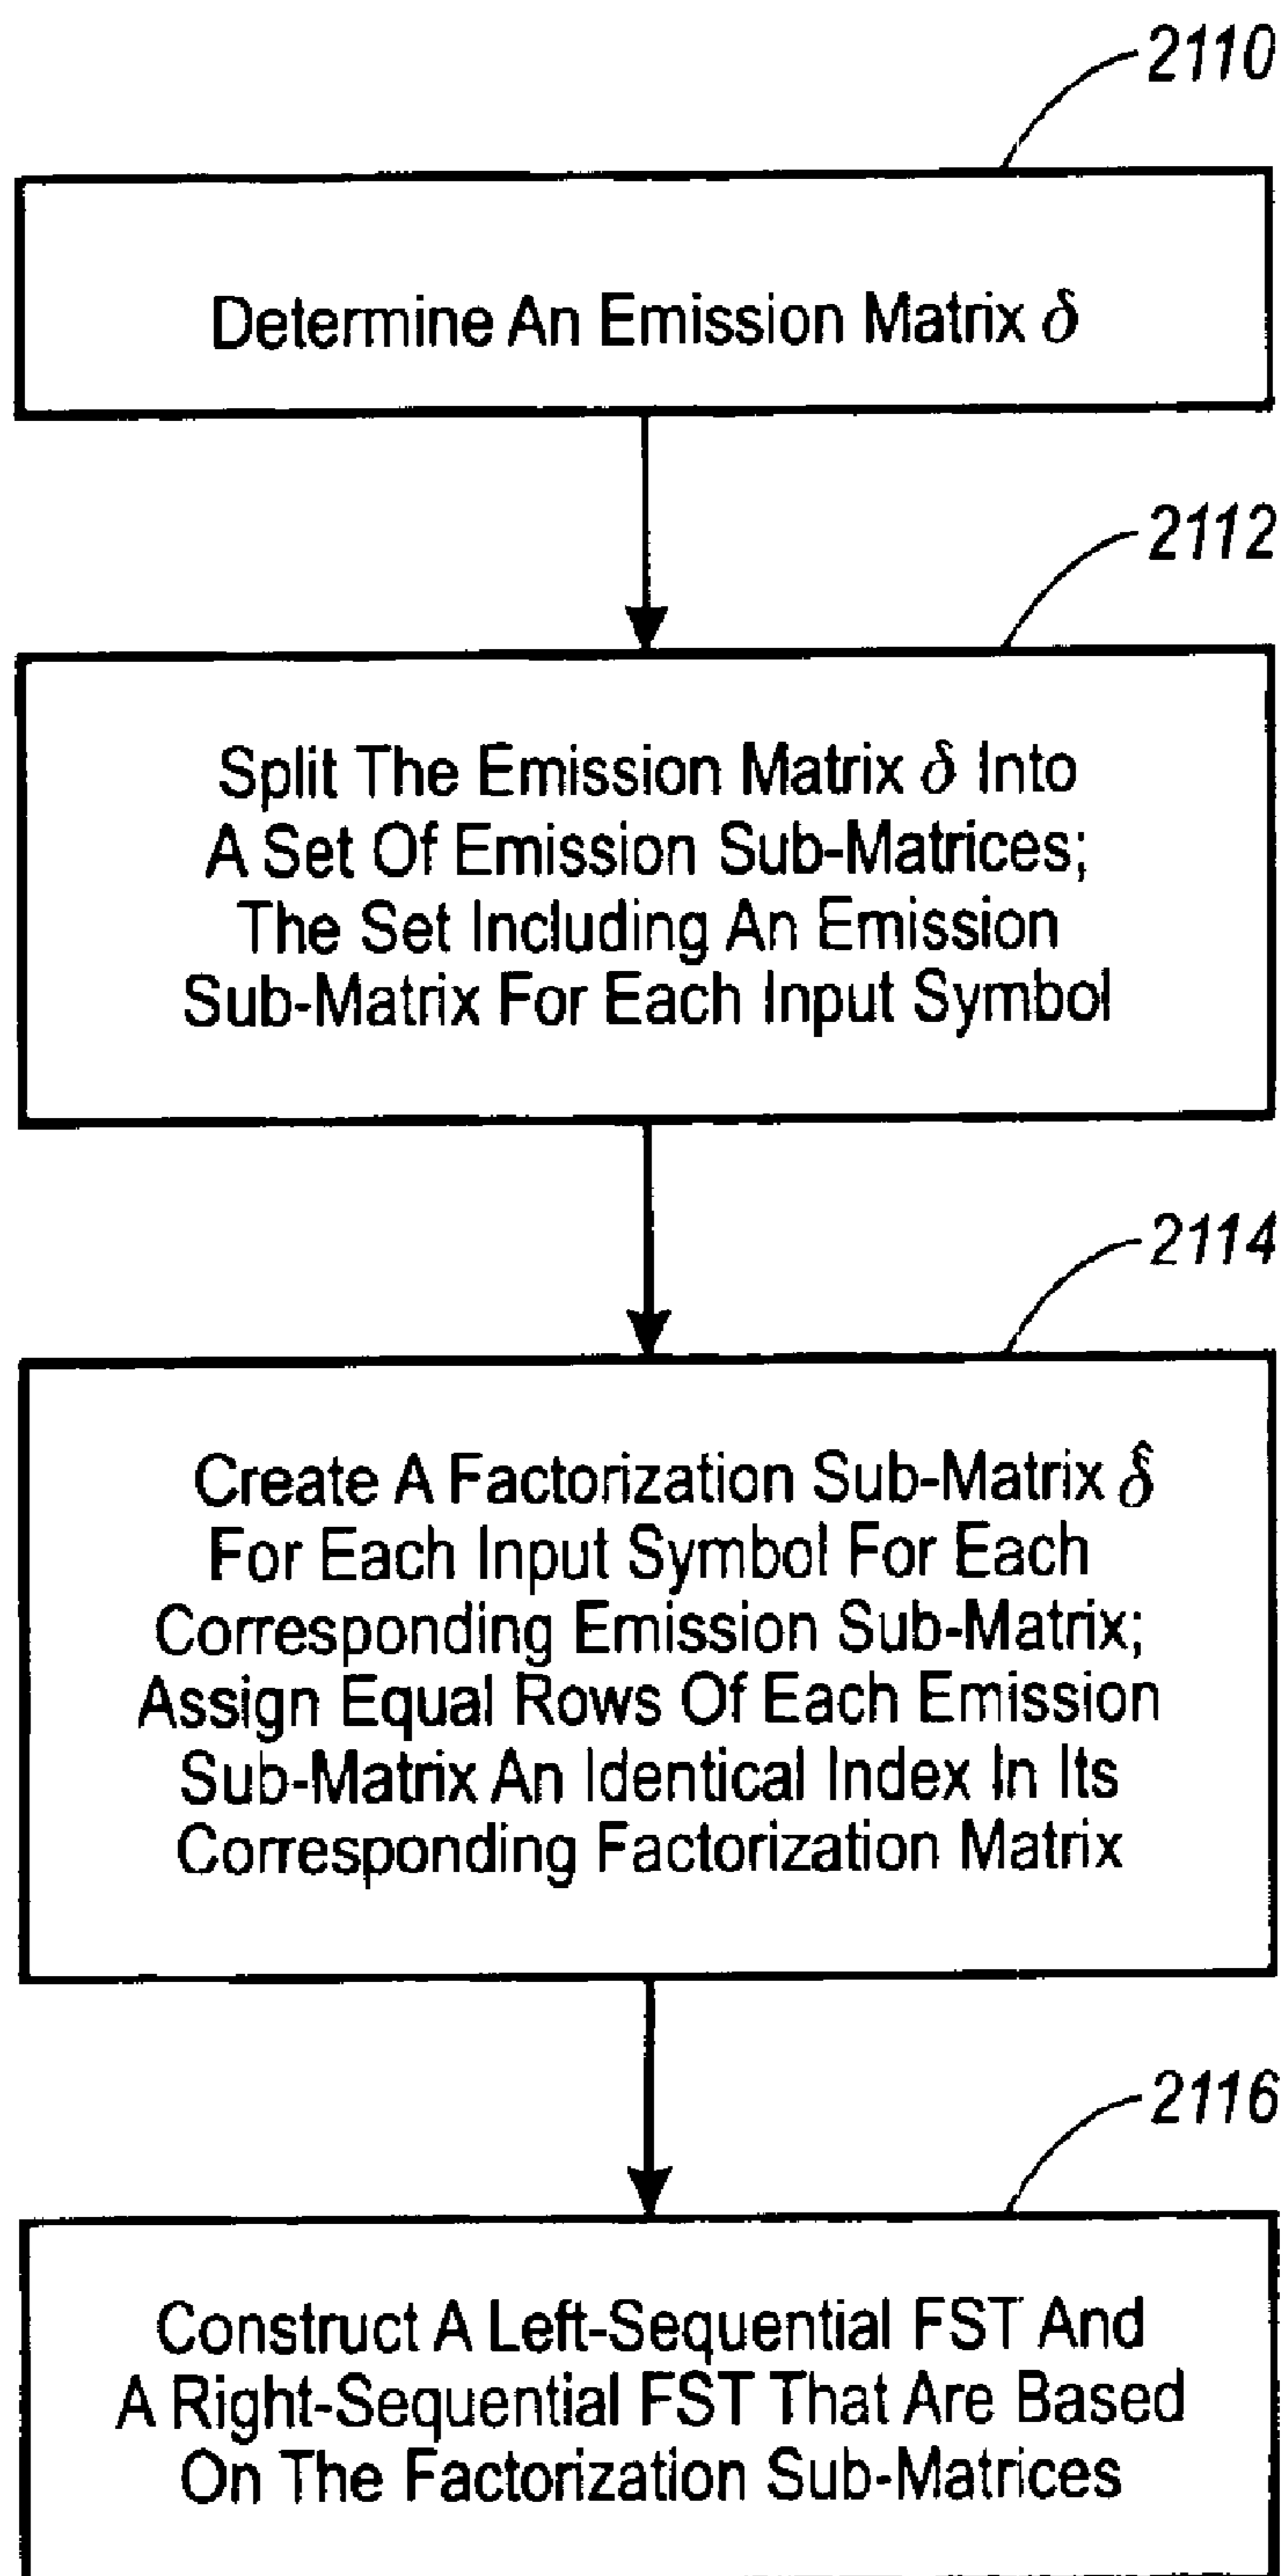 2110
Determine An Emission Matrix δ
2112
Split The Emission Matrix δ Into
A Set Of Emission Sub-Matrices;
The Set Including An Emission
Sub-Matrix For Each Input Symbol
2114
Create A Factorization Sub-Matrix δ̂
For Each Input Symbol For Each
Corresponding Emission Sub-Matrix;
Assign Equal Rows Of Each Emission
Sub-Matrix An Identical Index In Its
Corresponding Factorization Matrix
2116
Construct A Left-Sequential FST And
A Right-Sequential FST That Are Based
On The Factorization Sub-Matrices